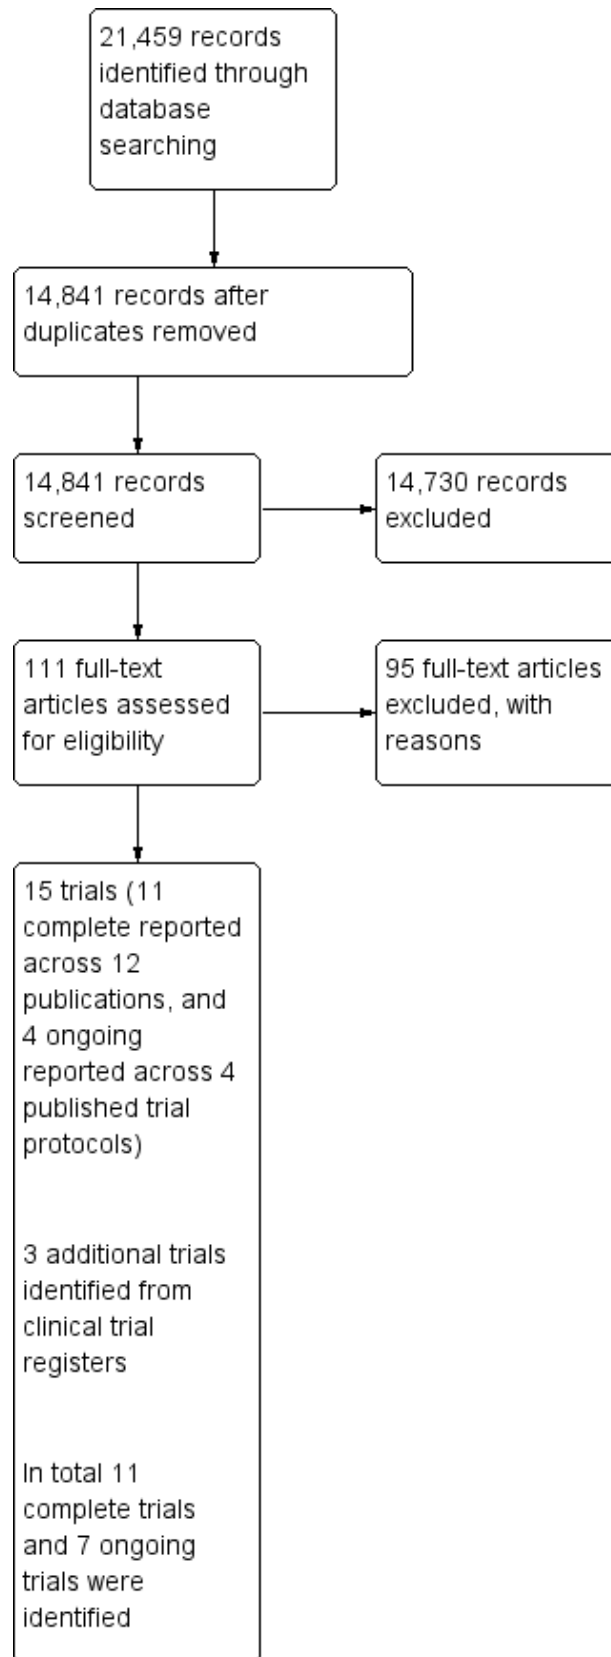 21,459 records
identified through
database
searching
14,841 records after
duplicates removed
14,841 records
screened
14,730 records
excluded
111 full-text
articles assessed
for eligibility
95 full-text articles
excluded, with
reasons
15 trials (11
complete reported
across 12
publications, and
4 ongoing
reported across 4
published trial
protocols)
3 additional trials
identified from
clinical trial
registers
In total 11
complete trials
and 7 ongoing
trials were
identified